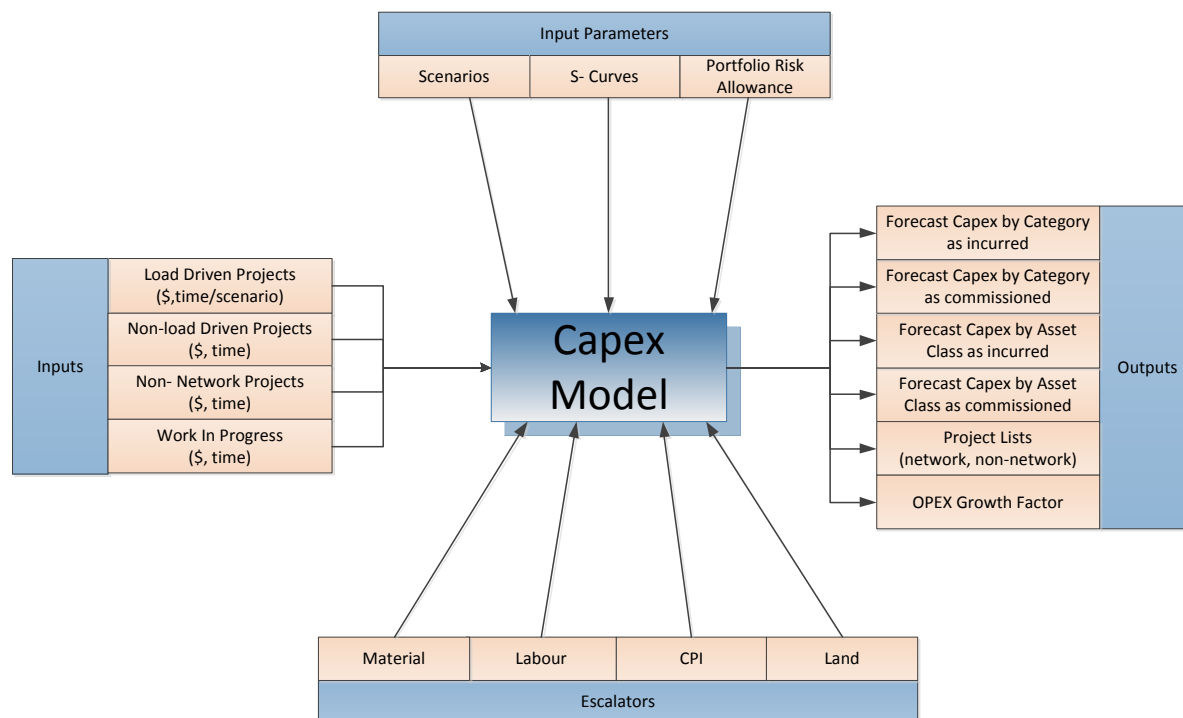 Input Parameters
Scenarios
S- Curves
Portfolio Risk
Allowance
Inputs
Load Driven Projects
($,time/scenario)
Non-load Driven Projects
($, time)
Non- Network Projects
($, time)
Work In Progress
($, time)
Capex
Model
Forecast Capex by Category
as incurred
Forecast Capex by Category
as commissioned
Forecast Capex by Asset
Class as incurred
Forecast Capex by Asset
Class as commissioned
Project Lists
(network, non-network)
OPEX Growth Factor
Outputs
Material
Labour
CPI
Land
Escalators